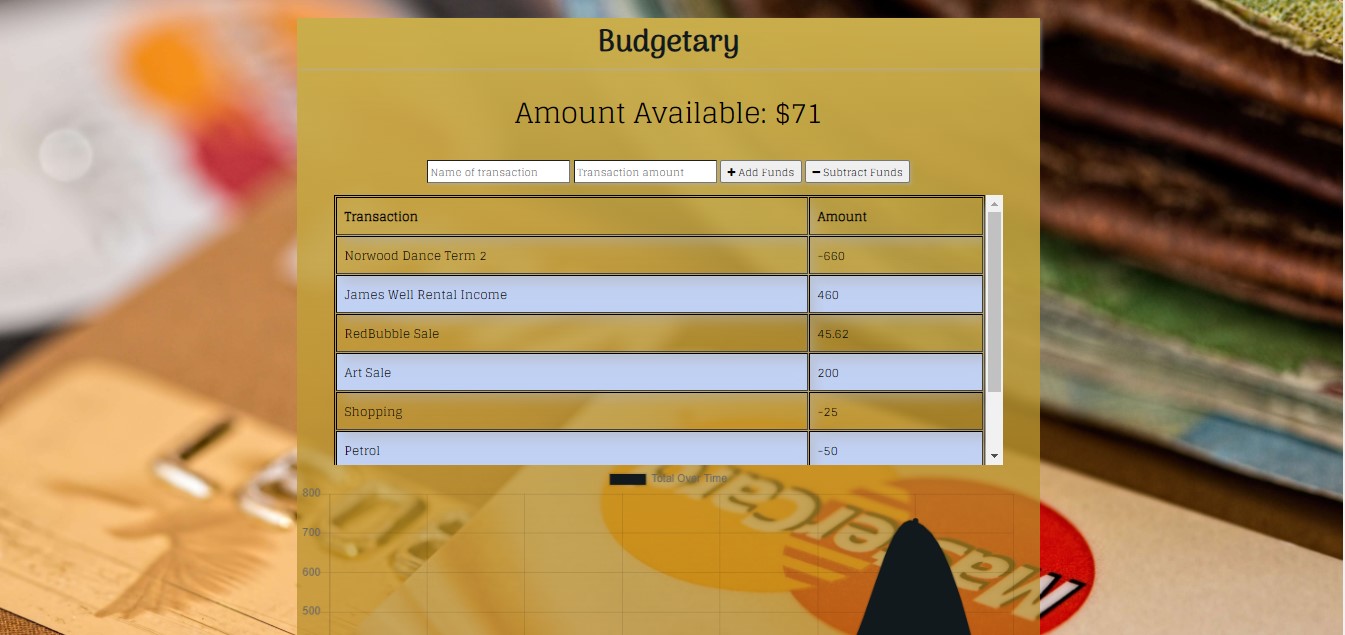 Budgetary
Amount Available: $71
Name of transaction Transaction amount + Add Funds − Subtract Funds
Transaction Amount
Norwood Dance Term 2 -660
James Well Rental Income 460
RedBubble Sale 45.62
Art Sale 200
Shopping -25
Petrol -50
Total Over Time
800
700
600
500
MasterCard